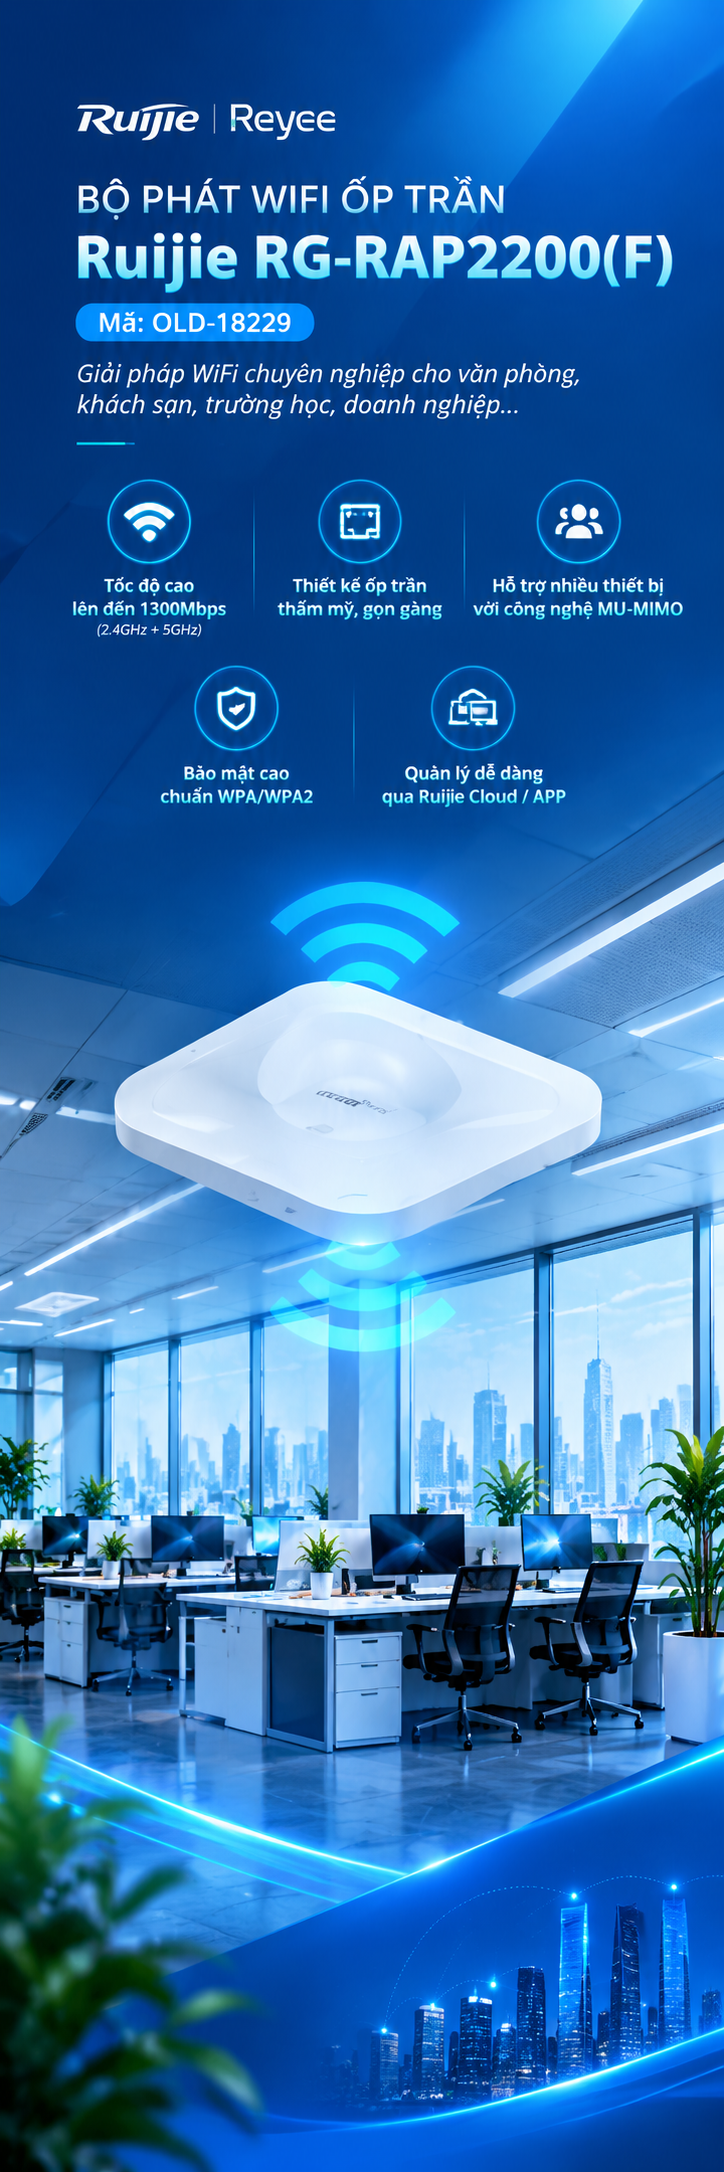 Ruijie | Reyee
BỘ PHÁT WIFI ỐP TRẦN
Ruijie RG-RAP2200(F)
Mã: OLD-18229
Giải pháp WiFi chuyên nghiệp cho văn phòng,
khách sạn, trường học, doanh nghiệp...
Tốc độ cao
lên đến 1300Mbps
(2.4GHz + 5GHz)
Thiết kế ốp trần
thẩm mỹ, gọn gàng
Hỗ trợ nhiều thiết bị
với công nghệ MU-MIMO
Bảo mật cao
chuẩn WPA/WPA2
Quản lý dễ dàng
qua Ruijie Cloud / APP